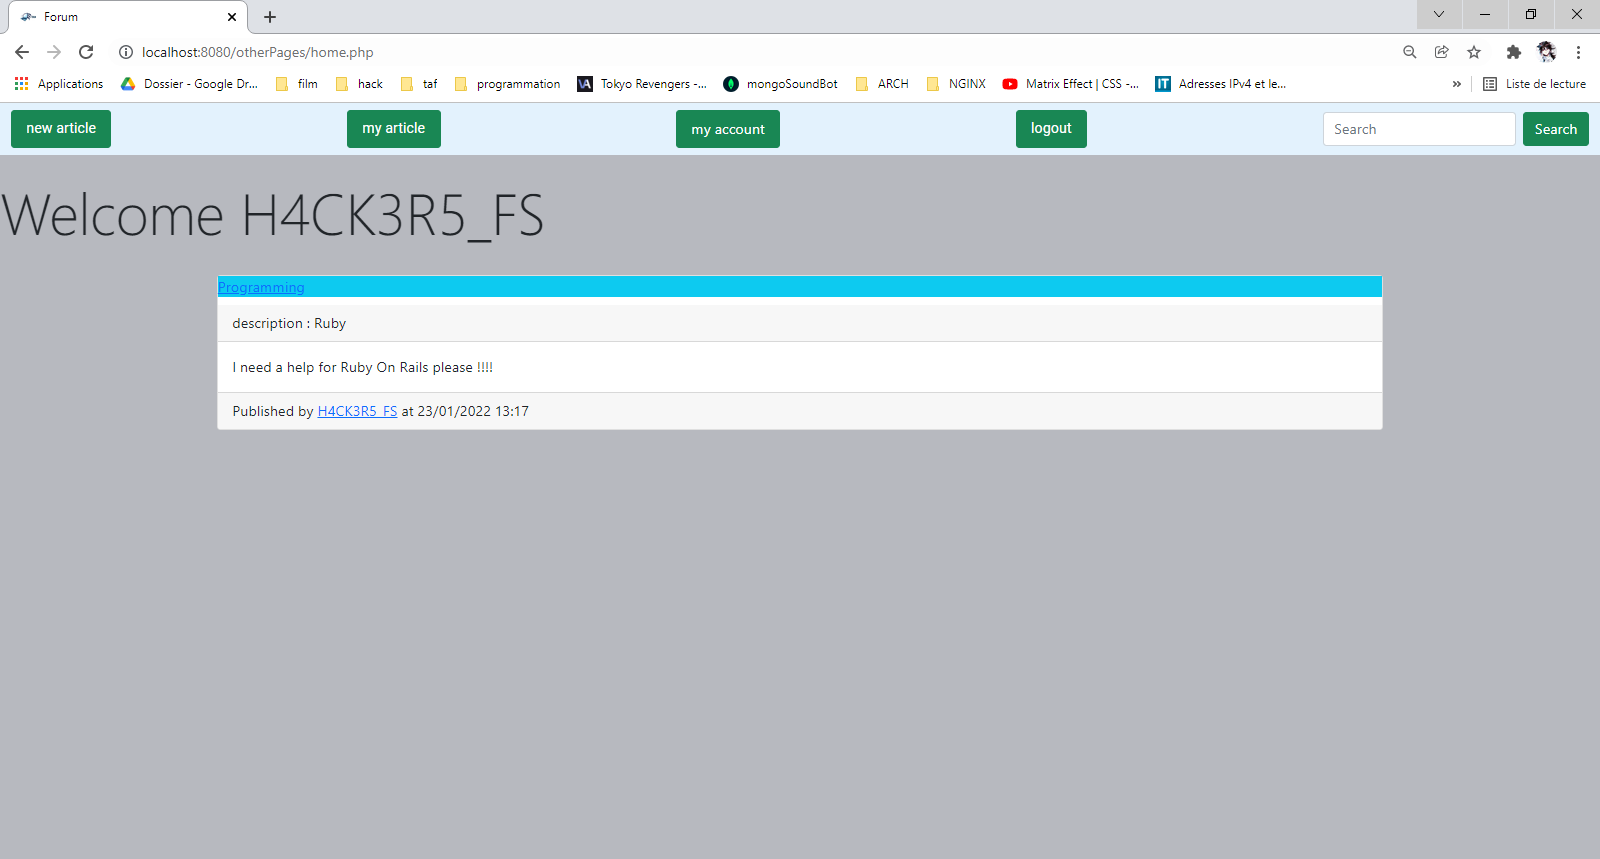 Forum
localhost:8080/otherPages/home.php
Applications Dossier - Google Dr... film hack taf programmation Tokyo Revengers -... mongoSoundBot ARCH NGINX Matrix Effect | CSS -... Adresses IPv4 et le... » Liste de lecture
new article my article my account logout Search Search
Welcome H4CK3R5_FS
Programming
description : Ruby
I need a help for Ruby On Rails please !!!!
Published by H4CK3R5_FS at 23/01/2022 13:17